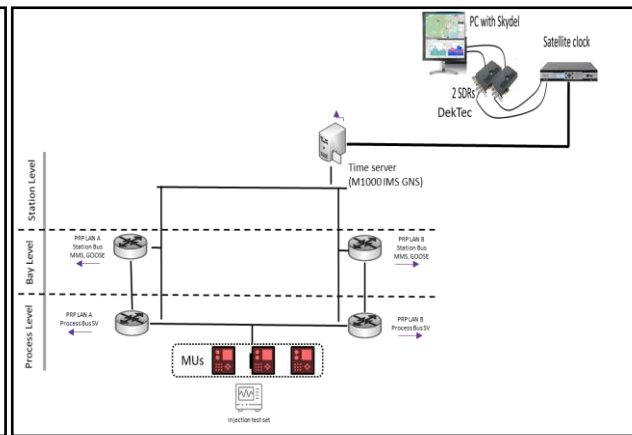 PC with Skydel
Satellite clock
2 SDRs
DekTec
Time server
(M1000 IMS GNS)
Station Level
PRP LAN A
Station Bus
MMS, GOOSE
PRP LAN B
Station Bus
MMS, GOOSE
Bay Level
PRP LAN A
Process Bus SV
PRP LAN B
Process Bus SV
Process Level
MUs
Injection test set